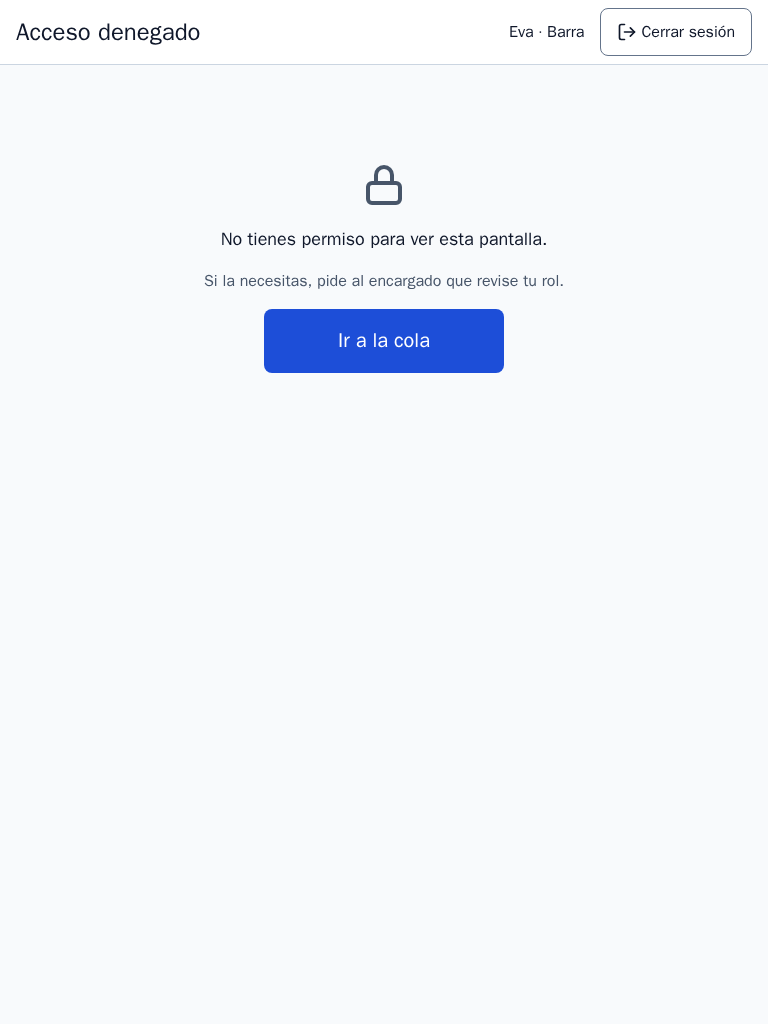 Acceso denegado
Eva · Barra
Cerrar sesión
No tienes permiso para ver esta pantalla.
Si la necesitas, pide al encargado que revise tu rol.
Ir a la cola